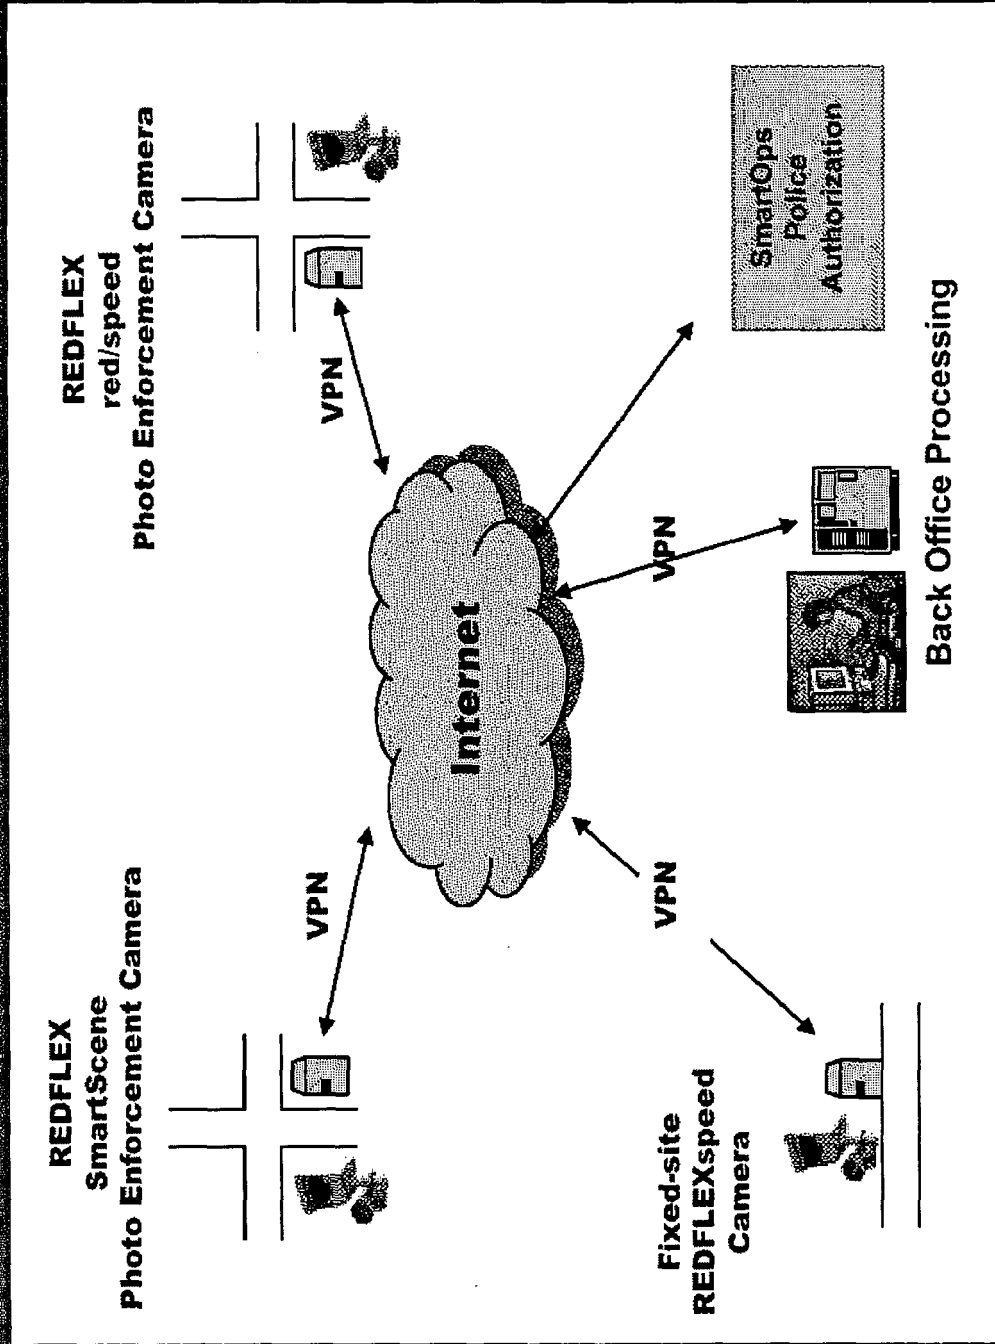 REDFLEX
SmartScene
Photo Enforcement Camera
REDFLEX
red/speed
Photo Enforcement Camera
VPN
VPN
Internet
VPN
VPN
Fixed-site
REDFLEXspeed
Camera
Back Office Processing
SmartOps
Police
Authorization